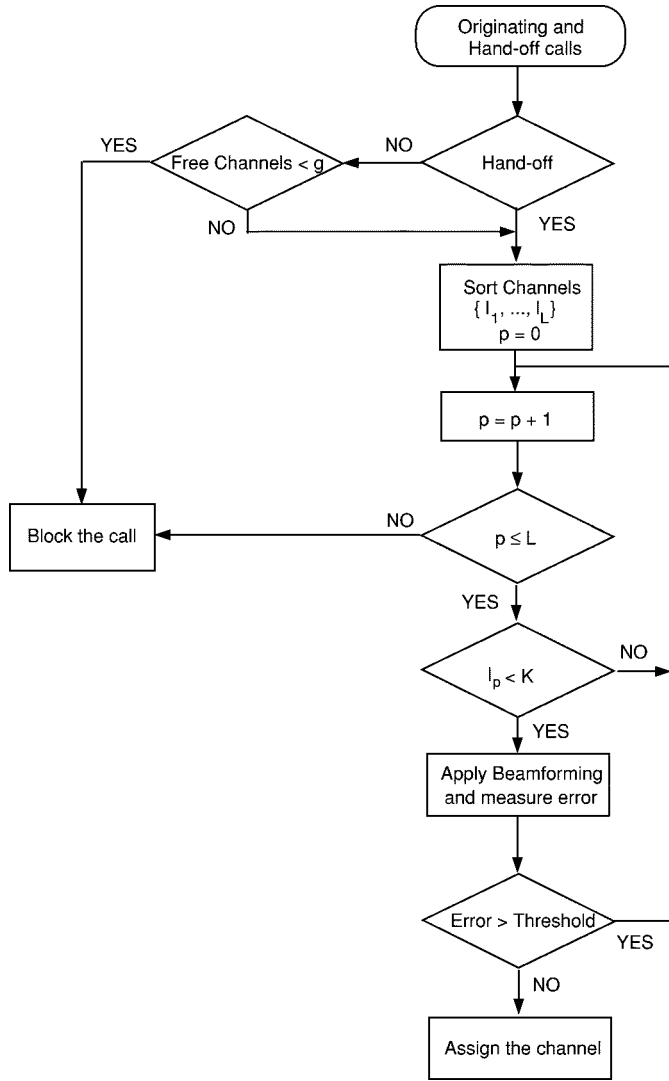 Originating and
Hand-off calls
Hand-off
NO
Free Channels < g
YES
NO
YES
Sort Channels
{ I1, ..., IL}
p = 0
p = p + 1
p ≤ L
NO
Block the call
YES
Ip < K
NO
YES
Apply Beamforming
and measure error
Error > Threshold
YES
NO
Assign the channel